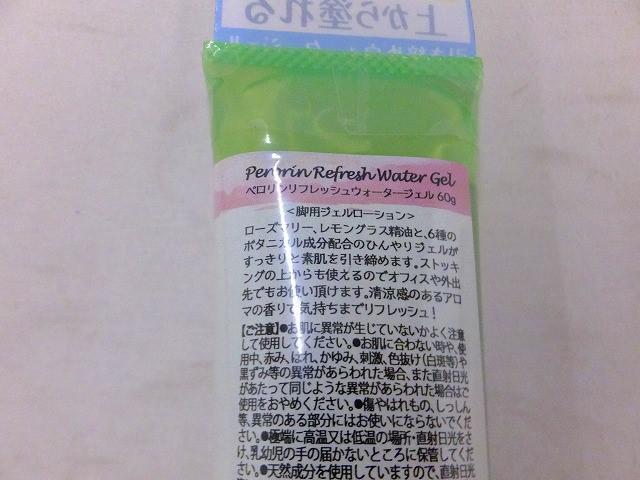 上から塗れる
Perorin Refresh Water Gel
ペロリンリフレッシュウォータージェル 60g
<脚用ジェルローション>
ローズマリー、レモングラス精油と、6種の
ボタニカル成分配合のひんやりジェルが
すっきりと素肌を引き締めます。ストッキ
ングの上からも使えるのでオフィスや外出
先でもお使い頂けます。清涼感のあるアロ
マの香りで気持ちまでリフレッシュ!
【ご注意】●お肌に異常が生じていないかよく注意
して使用してください。●お肌に合わない時や、使
用中、赤み、はれ、かゆみ、刺激、色抜け(白斑等)や
黒ずみ等の異常があらわれた場合、また直射日光
があたって同じような異常があらわれた場合はご
使用をおやめください。●傷やはれもの、しっしん
等、異常のある部分にはお使いにならないでくだ
さい。●極端に高温又は低温の場所・直射日光をさ
け、乳幼児の手の届かないところに保管してくだ
さい。●天然成分を使用していますので、直射日